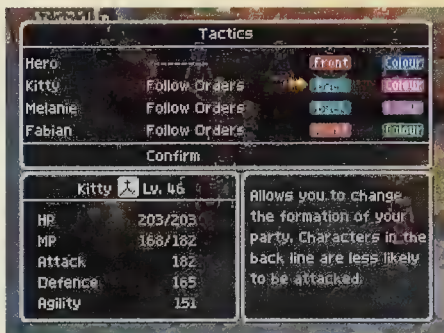 Tactics
Hero Front Colour
Kitty Follow Orders Colour
Melanie Follow Orders
Fabian Follow Orders Colour
Confirm
Kitty Lv. 46
HP 203/203
MP 168/182
Attack 182
Defence 165
Agility 151
Allows you to change
the formation of your
party. Characters in the
back line are less likely
to be attacked.